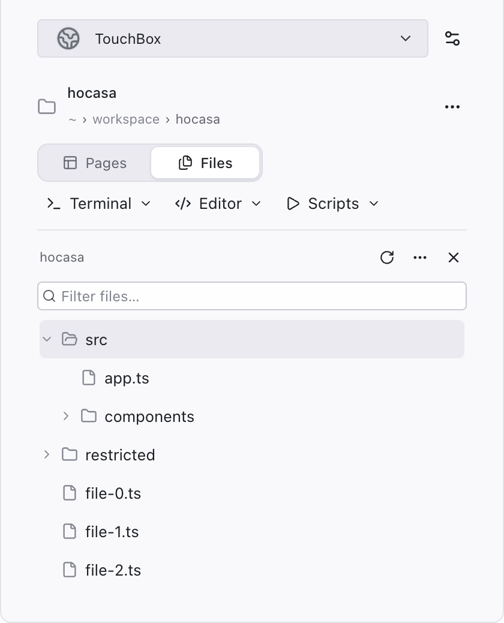 TouchBox
hocasa
~ › workspace › hocasa
Pages Files
Terminal Editor Scripts
hocasa
Filter files...
src
app.ts
components
restricted
file-0.ts
file-1.ts
file-2.ts